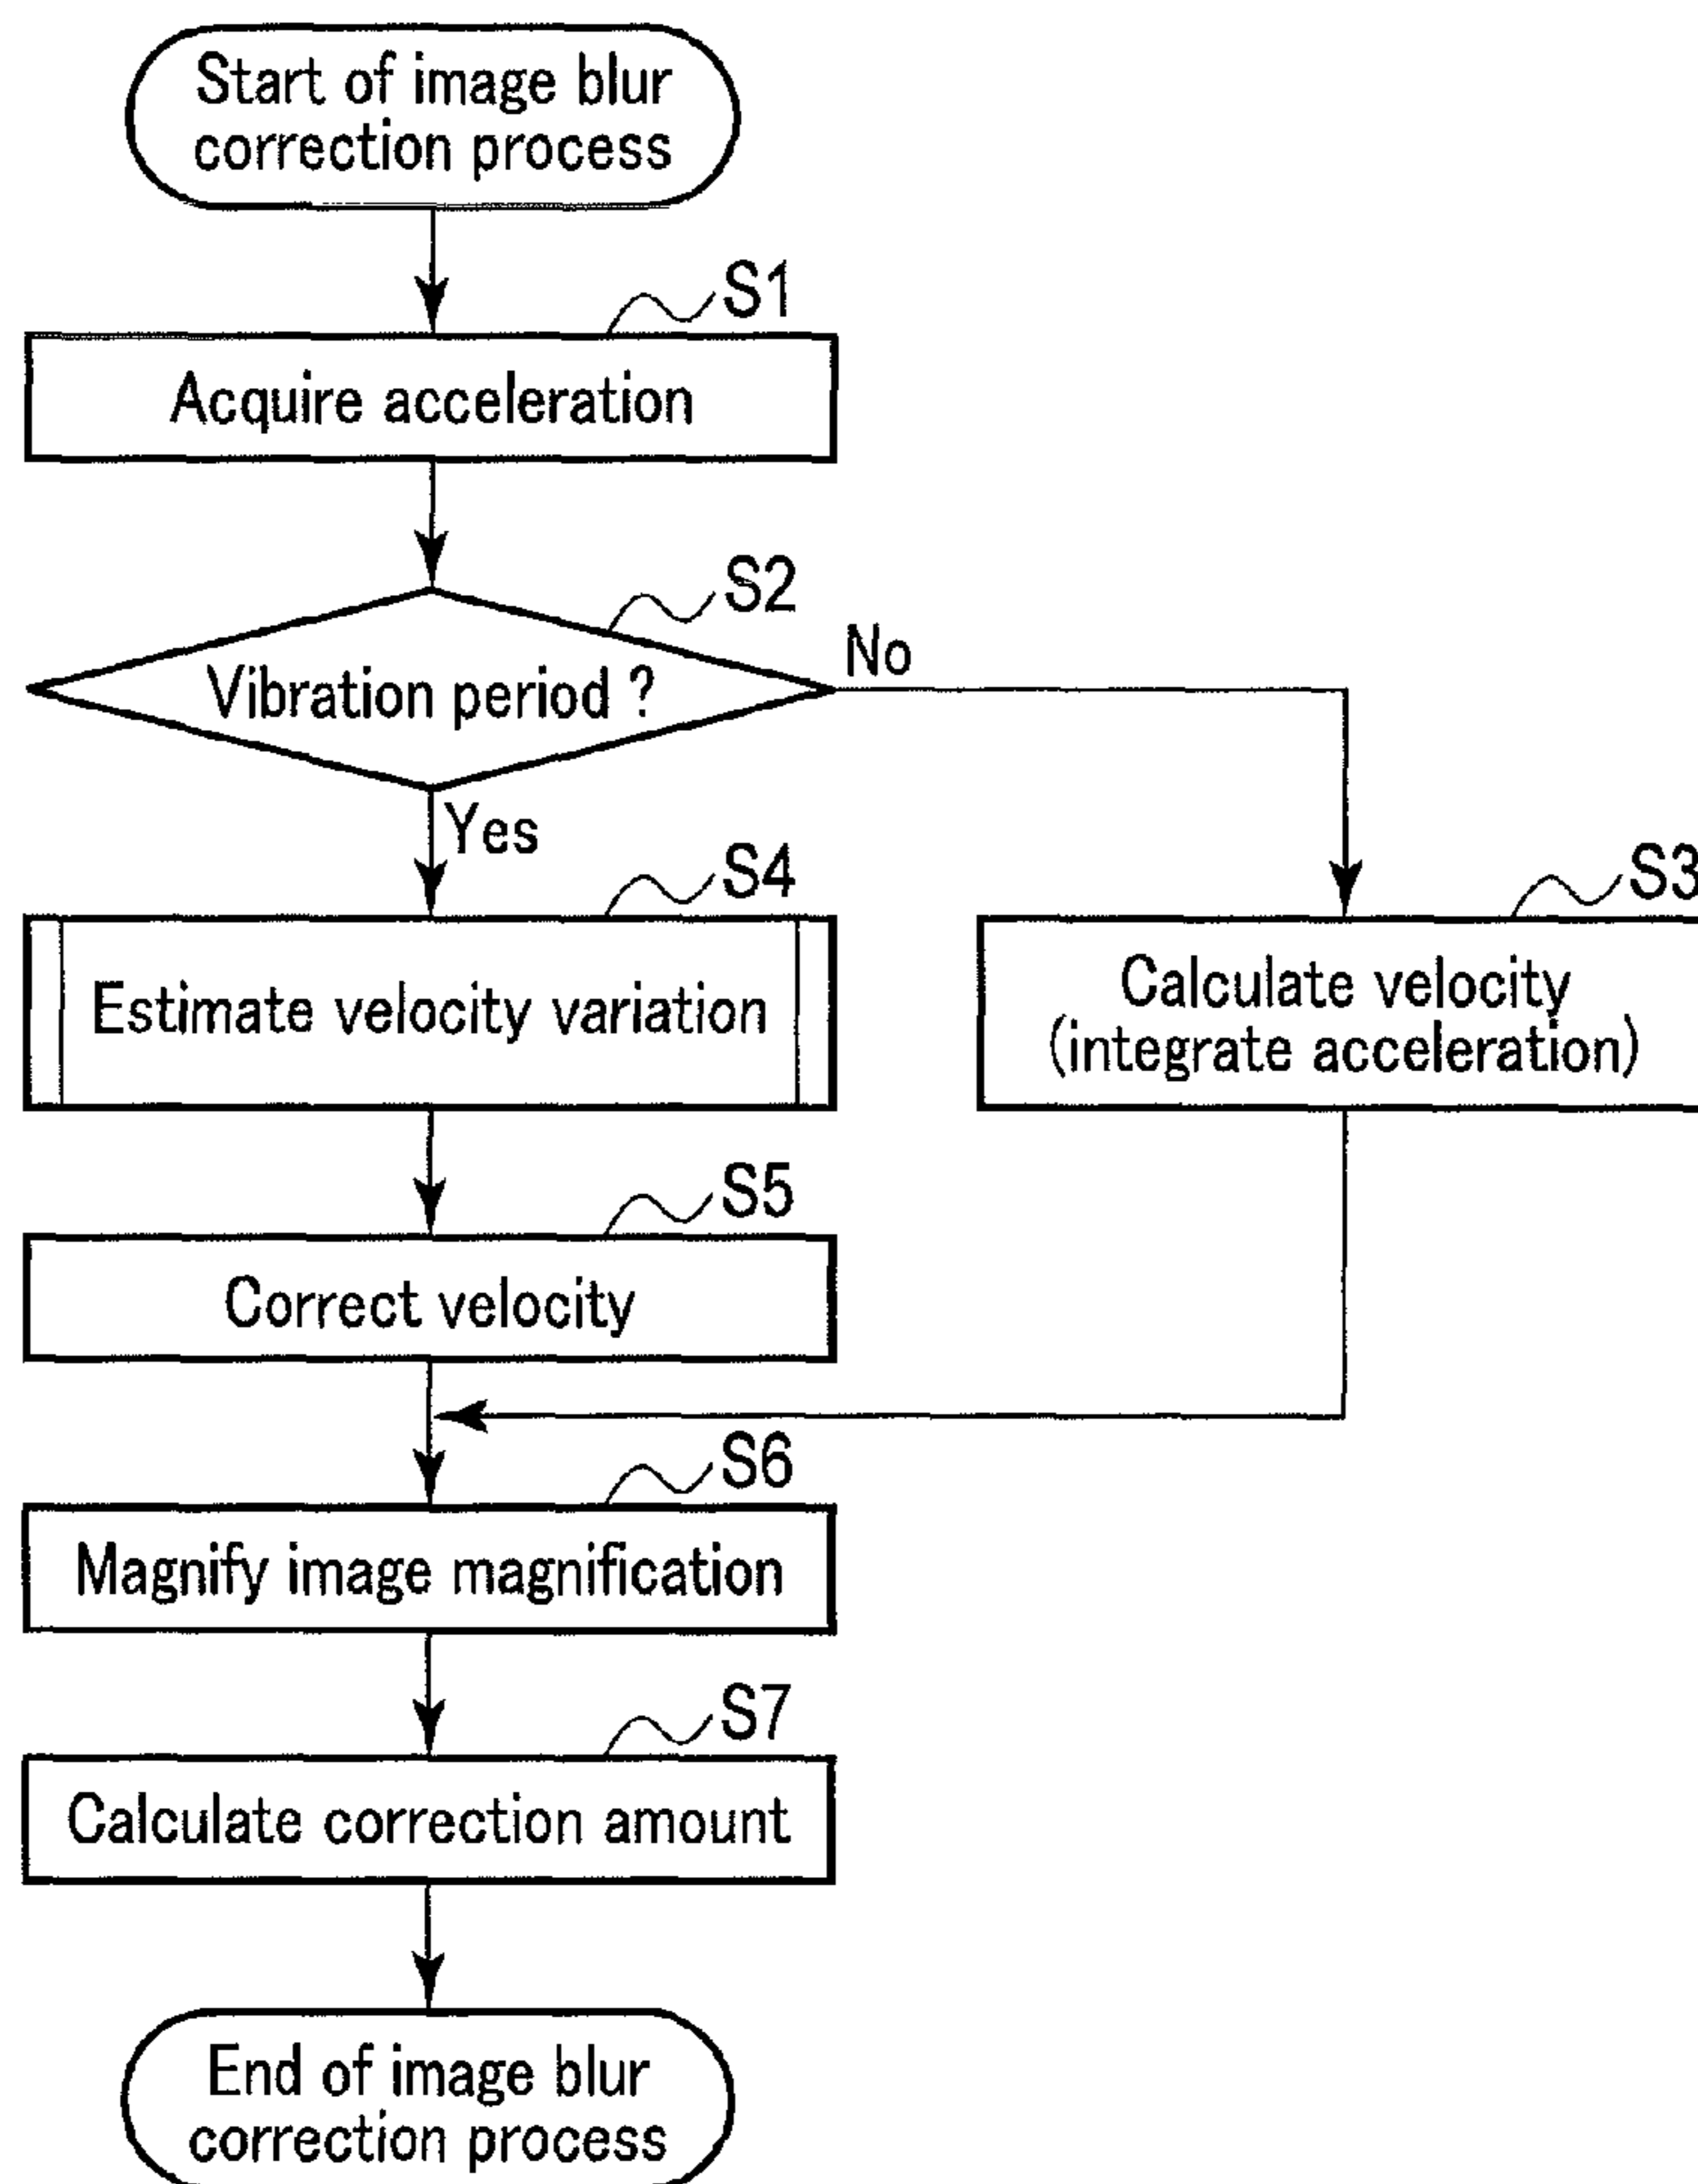 Start of image blur
correction process
S1
Acquire acceleration
S2
Vibration period ?
No
Yes
S4
Estimate velocity variation
S3
Calculate velocity
(integrate acceleration)
S5
Correct velocity
S6
Magnify image magnification
S7
Calculate correction amount
End of image blur
correction process